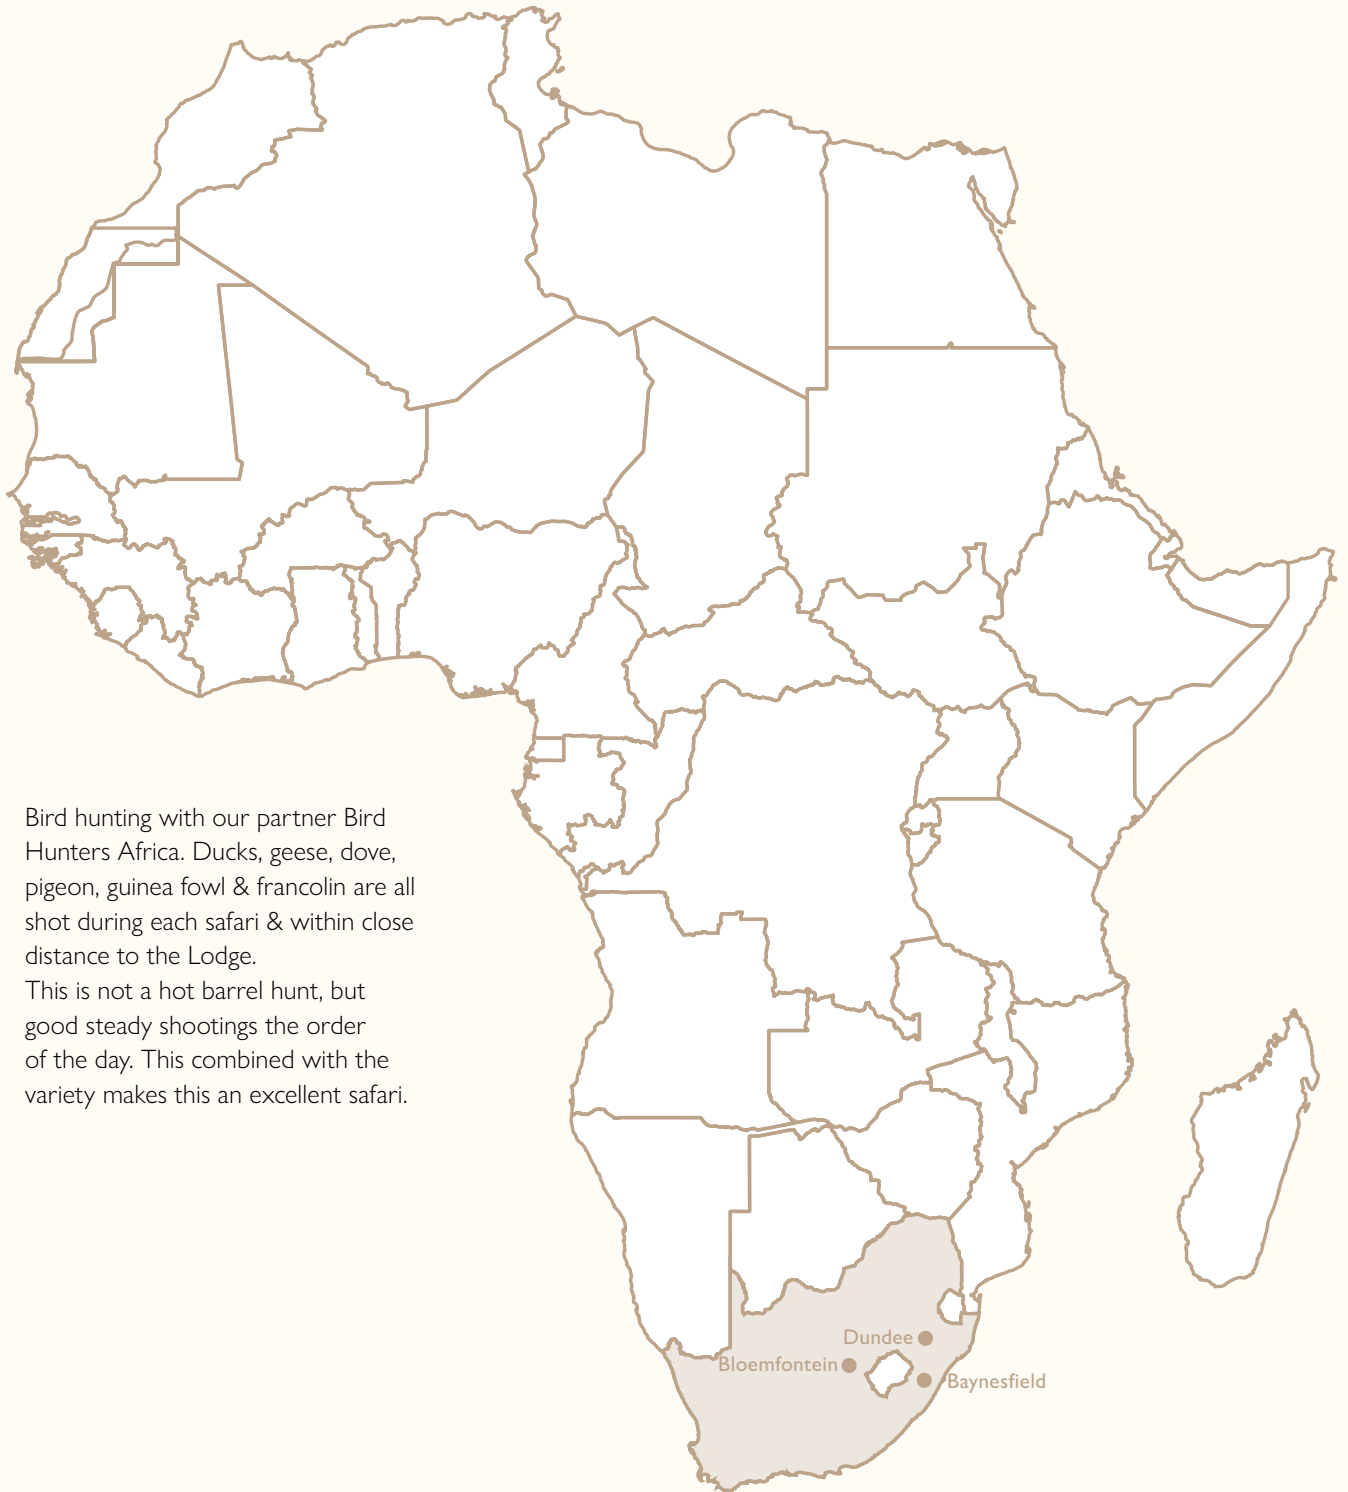 Bird hunting with our partner Bird
Hunters Africa. Ducks, geese, dove,
pigeon, guinea fowl & francolin are all
shot during each safari & within close
distance to the Lodge.
This is not a hot barrel hunt, but
good steady shootings the order
of the day. This combined with the
variety makes this an excellent safari.
Dundee
Bloemfontein
Baynesfield